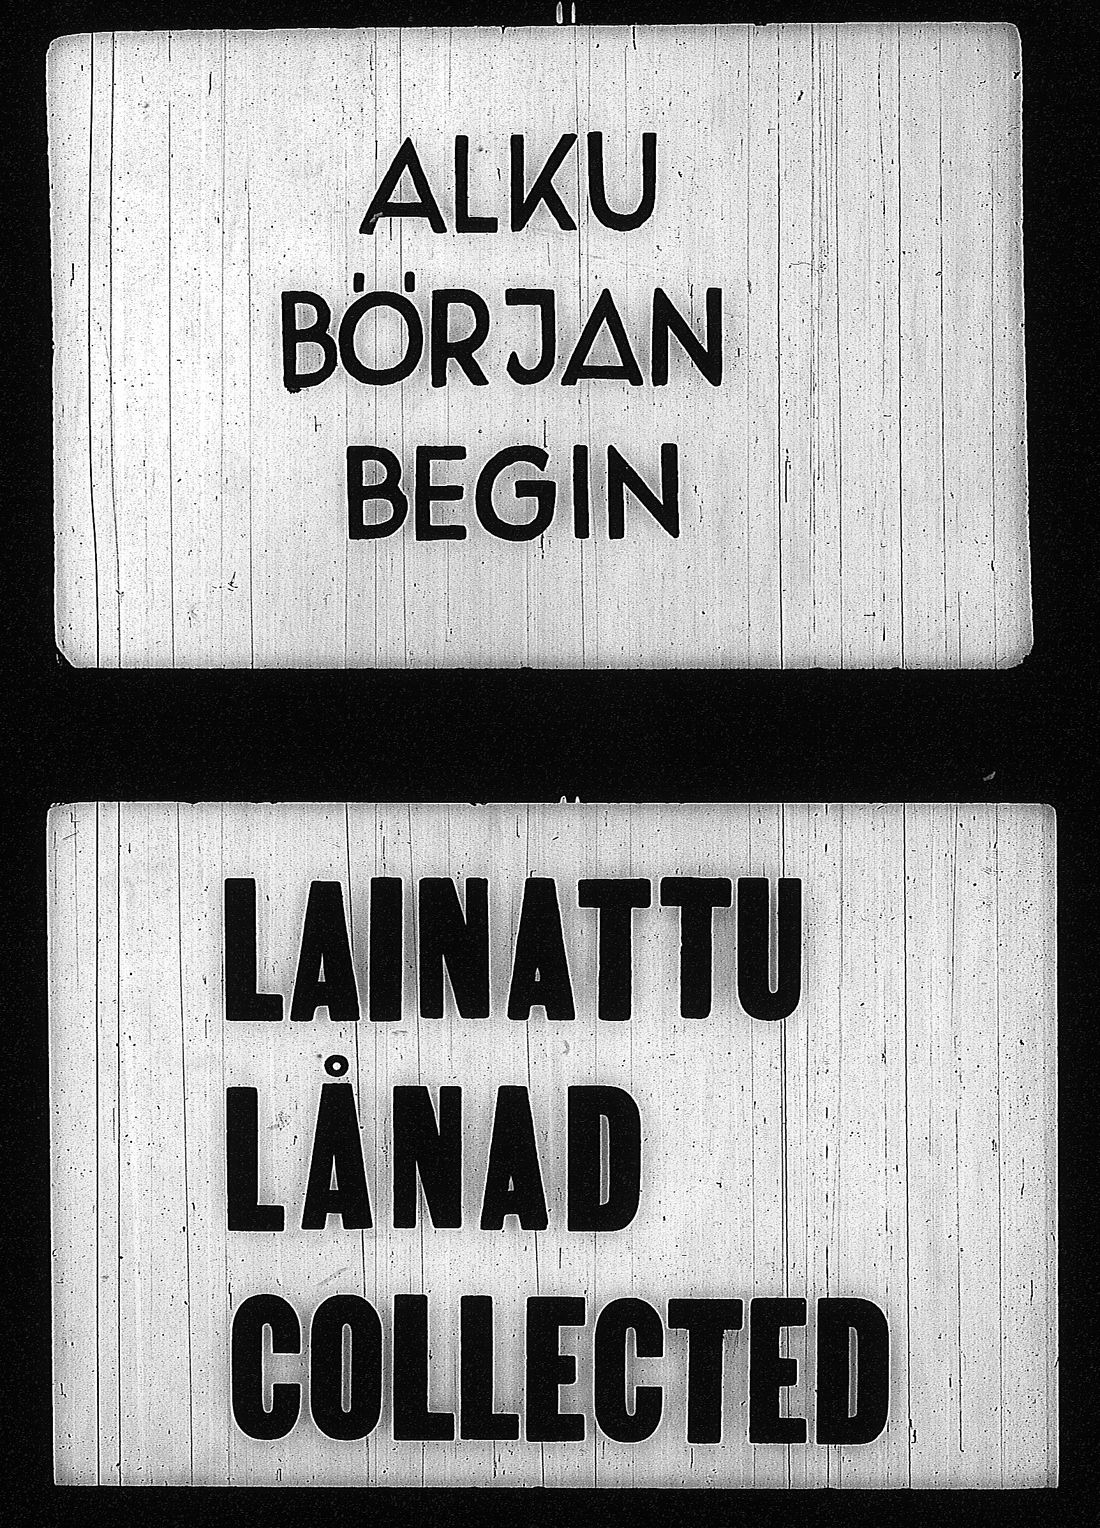 ALKU
BÖRJAN
BEGIN
LAINATTU
LÅNAD
COLLECTED